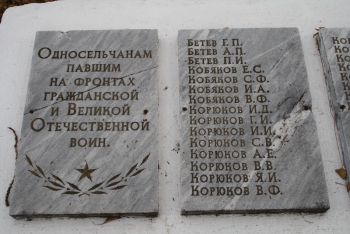 Односельчанам
павшим
на фронтах
гражданской
и Великой
Отечественной
войн.
Бетев Г.П.
Бетев А.П.
Бетев П.И.
Кобяков Е.С.
Кобяков С.Ф.
Кобяков И.А.
Кобяков В.Ф.
Корюков И.Д.
Корюков Г.И.
Корюков И.И.
Корюков С.В.
Корюков А.Е.
Корюков В.В.
Корюков Я.И.
Корюков В.Ф.